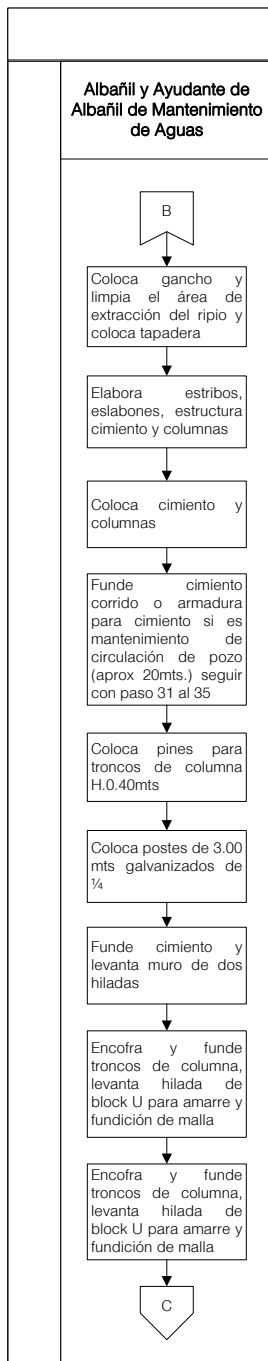 Albañil y Ayudante de
Albañil de Mantenimiento
de Aguas
B
Coloca gancho y
limpia el área de
extracción del ripio y
coloca tapadera
Elabora estribos,
eslabones, estructura
cimiento y columnas
Coloca cimiento y
columnas
Funde cimiento
corrido o armadura
para cimiento si es
mantenimiento de
circulación de pozo
(aprox 20mts.) seguir
con paso 31 al 35
Coloca pines para
troncos de columna
H.0.40mts
Coloca postes de 3.00
mts galvanizados de
¼
Funde cimiento y
levanta muro de dos
hiladas
Encofra y funde
troncos de columna,
levanta hilada de
block U para amarre y
fundición de malla
Encofra y funde
troncos de columna,
levanta hilada de
block U para amarre y
fundición de malla
C